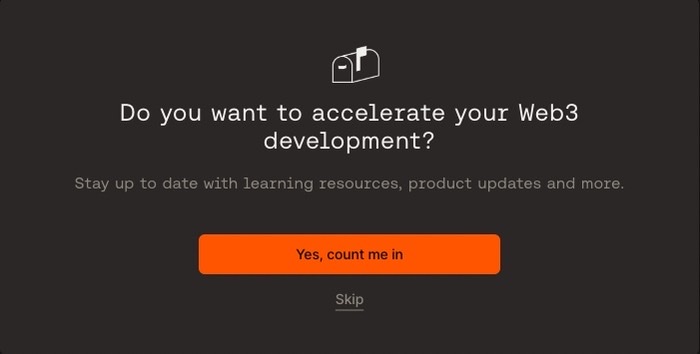 Do you want to accelerate your Web3
development?
Stay up to date with learning resources, product updates and more.
Yes, count me in
Skip